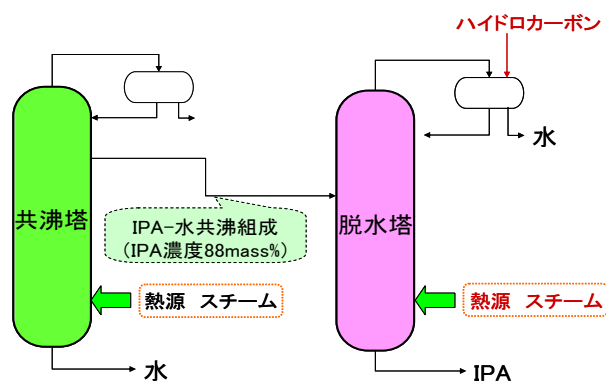 ハイドロカーボン
水
共沸塔
IPA-水共沸組成
(IPA濃度88mass%)
脱水塔
熱源 スチーム
熱源 スチーム
水
IPA